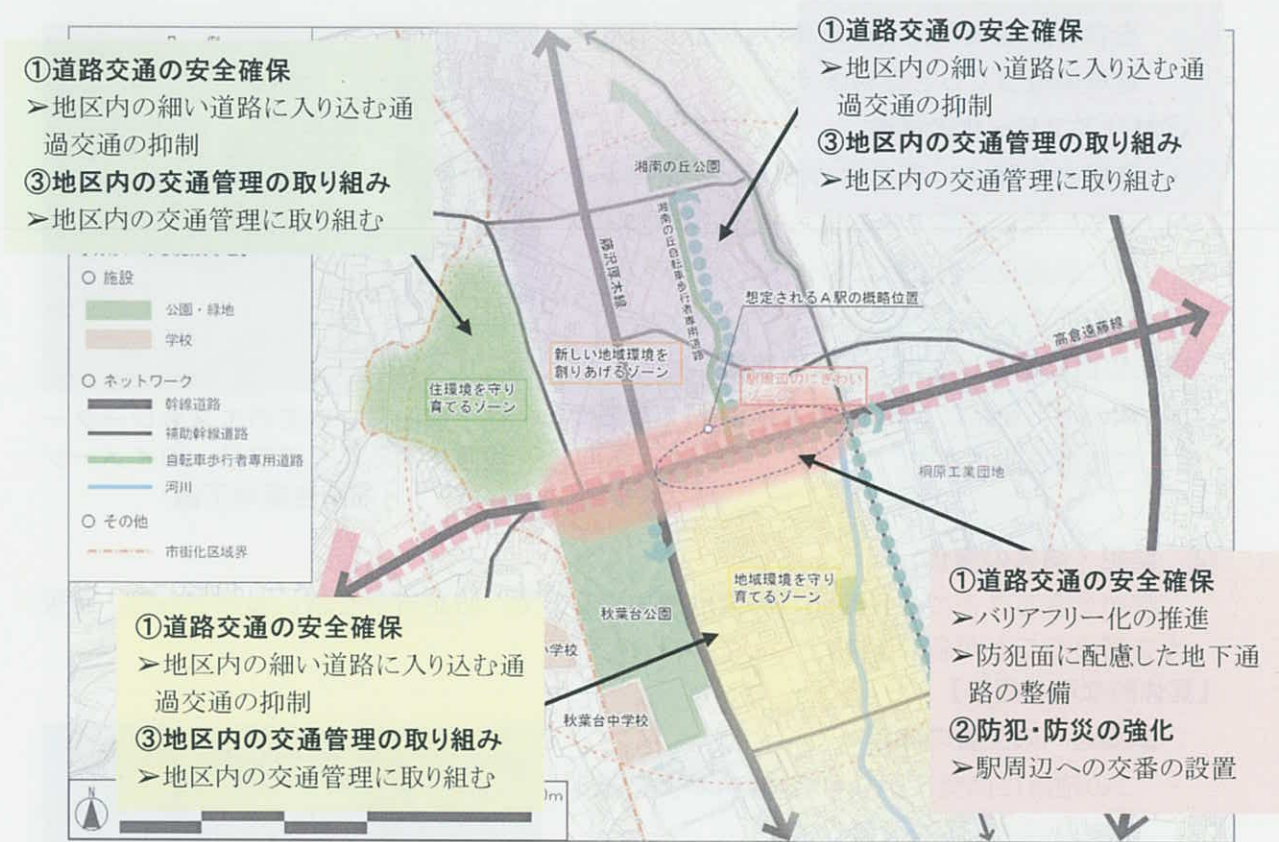 ①道路交通の安全確保
➢地区内の細い道路に入り込む通
過交通の抑制
③地区内の交通管理の取り組み
➢地区内の交通管理に取り組む
①道路交通の安全確保
➢地区内の細い道路に入り込む通
過交通の抑制
③地区内の交通管理の取り組み
➢地区内の交通管理に取り組む
○ 施設
公園・緑地
学校
○ ネットワーク
幹線道路
補助幹線道路
自転車歩行者専用道路
河川
○ その他
市街化区域界
湘南の丘公園
湘南の丘自転車歩行者専用道路
藤沢厚木線
想定されるA駅の概略位置
高倉遠藤線
新しい地域環境を
創りあげるゾーン
駅周辺のにぎわい
住環境を守り
育てるゾーン
桐原工業団地
地域環境を守り
育てるゾーン
秋葉台公園
学校
秋葉台中学校
①道路交通の安全確保
➢地区内の細い道路に入り込む通
過交通の抑制
③地区内の交通管理の取り組み
➢地区内の交通管理に取り組む
①道路交通の安全確保
➢バリアフリー化の推進
➢防犯面に配慮した地下通
路の整備
②防犯・防災の強化
➢駅周辺への交番の設置
N
0m